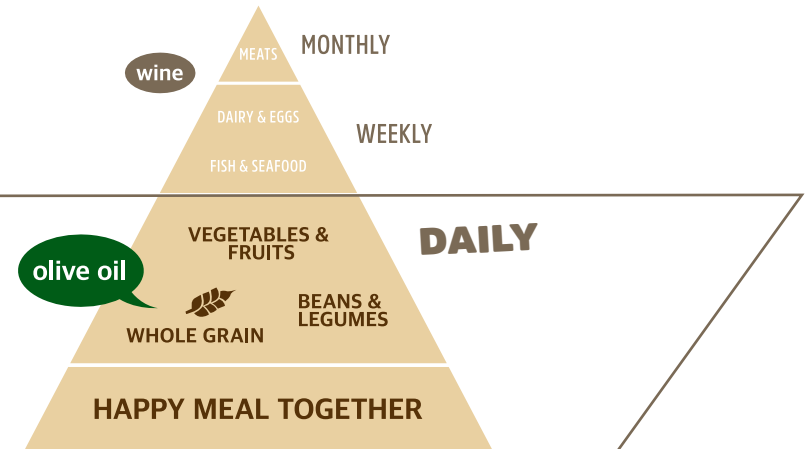 MEATS
MONTHLY
wine
DAIRY & EGGS
WEEKLY
FISH & SEAFOOD
VEGETABLES &
FRUITS
DAILY
olive oil
BEANS &
LEGUMES
WHOLE GRAIN
HAPPY MEAL TOGETHER